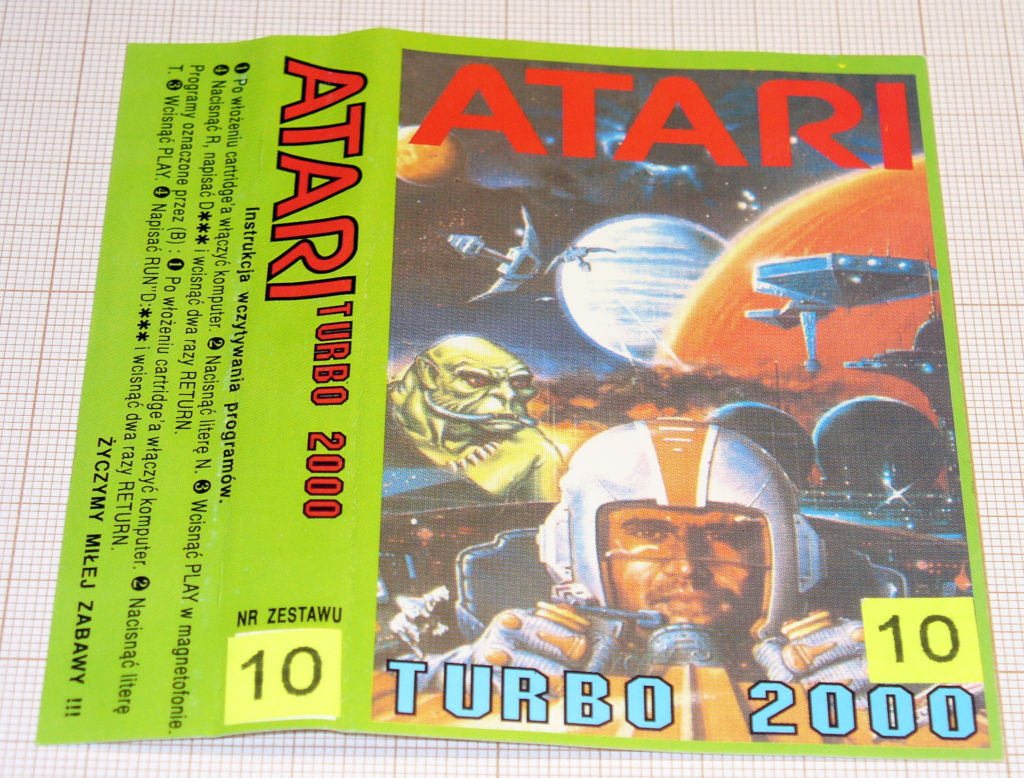 ATARI
TURBO 2000
10
ATARI TURBO 2000
NR ZESTAWU
10
Instrukcja wczytywania programów.
❶ Po włożeniu cartridge'a włączyć komputer. ❷ Nacisnąć literę N. ❸ Wcisnąć PLAY w magnetofonie.
❹ Nacisnąć R, napisać D✱✱✱ i wcisnąć dwa razy RETURN.
Programy oznaczone przez (B) : ❶ Po włożeniu cartridge'a włączyć komputer. ❷ Nacisnąć literę
T. ❸ Wcisnąć PLAY. ❹ Napisać RUN"D:✱✱✱ i wcisnąć dwa razy RETURN.
ŻYCZYMY MIŁEJ ZABAWY !!!